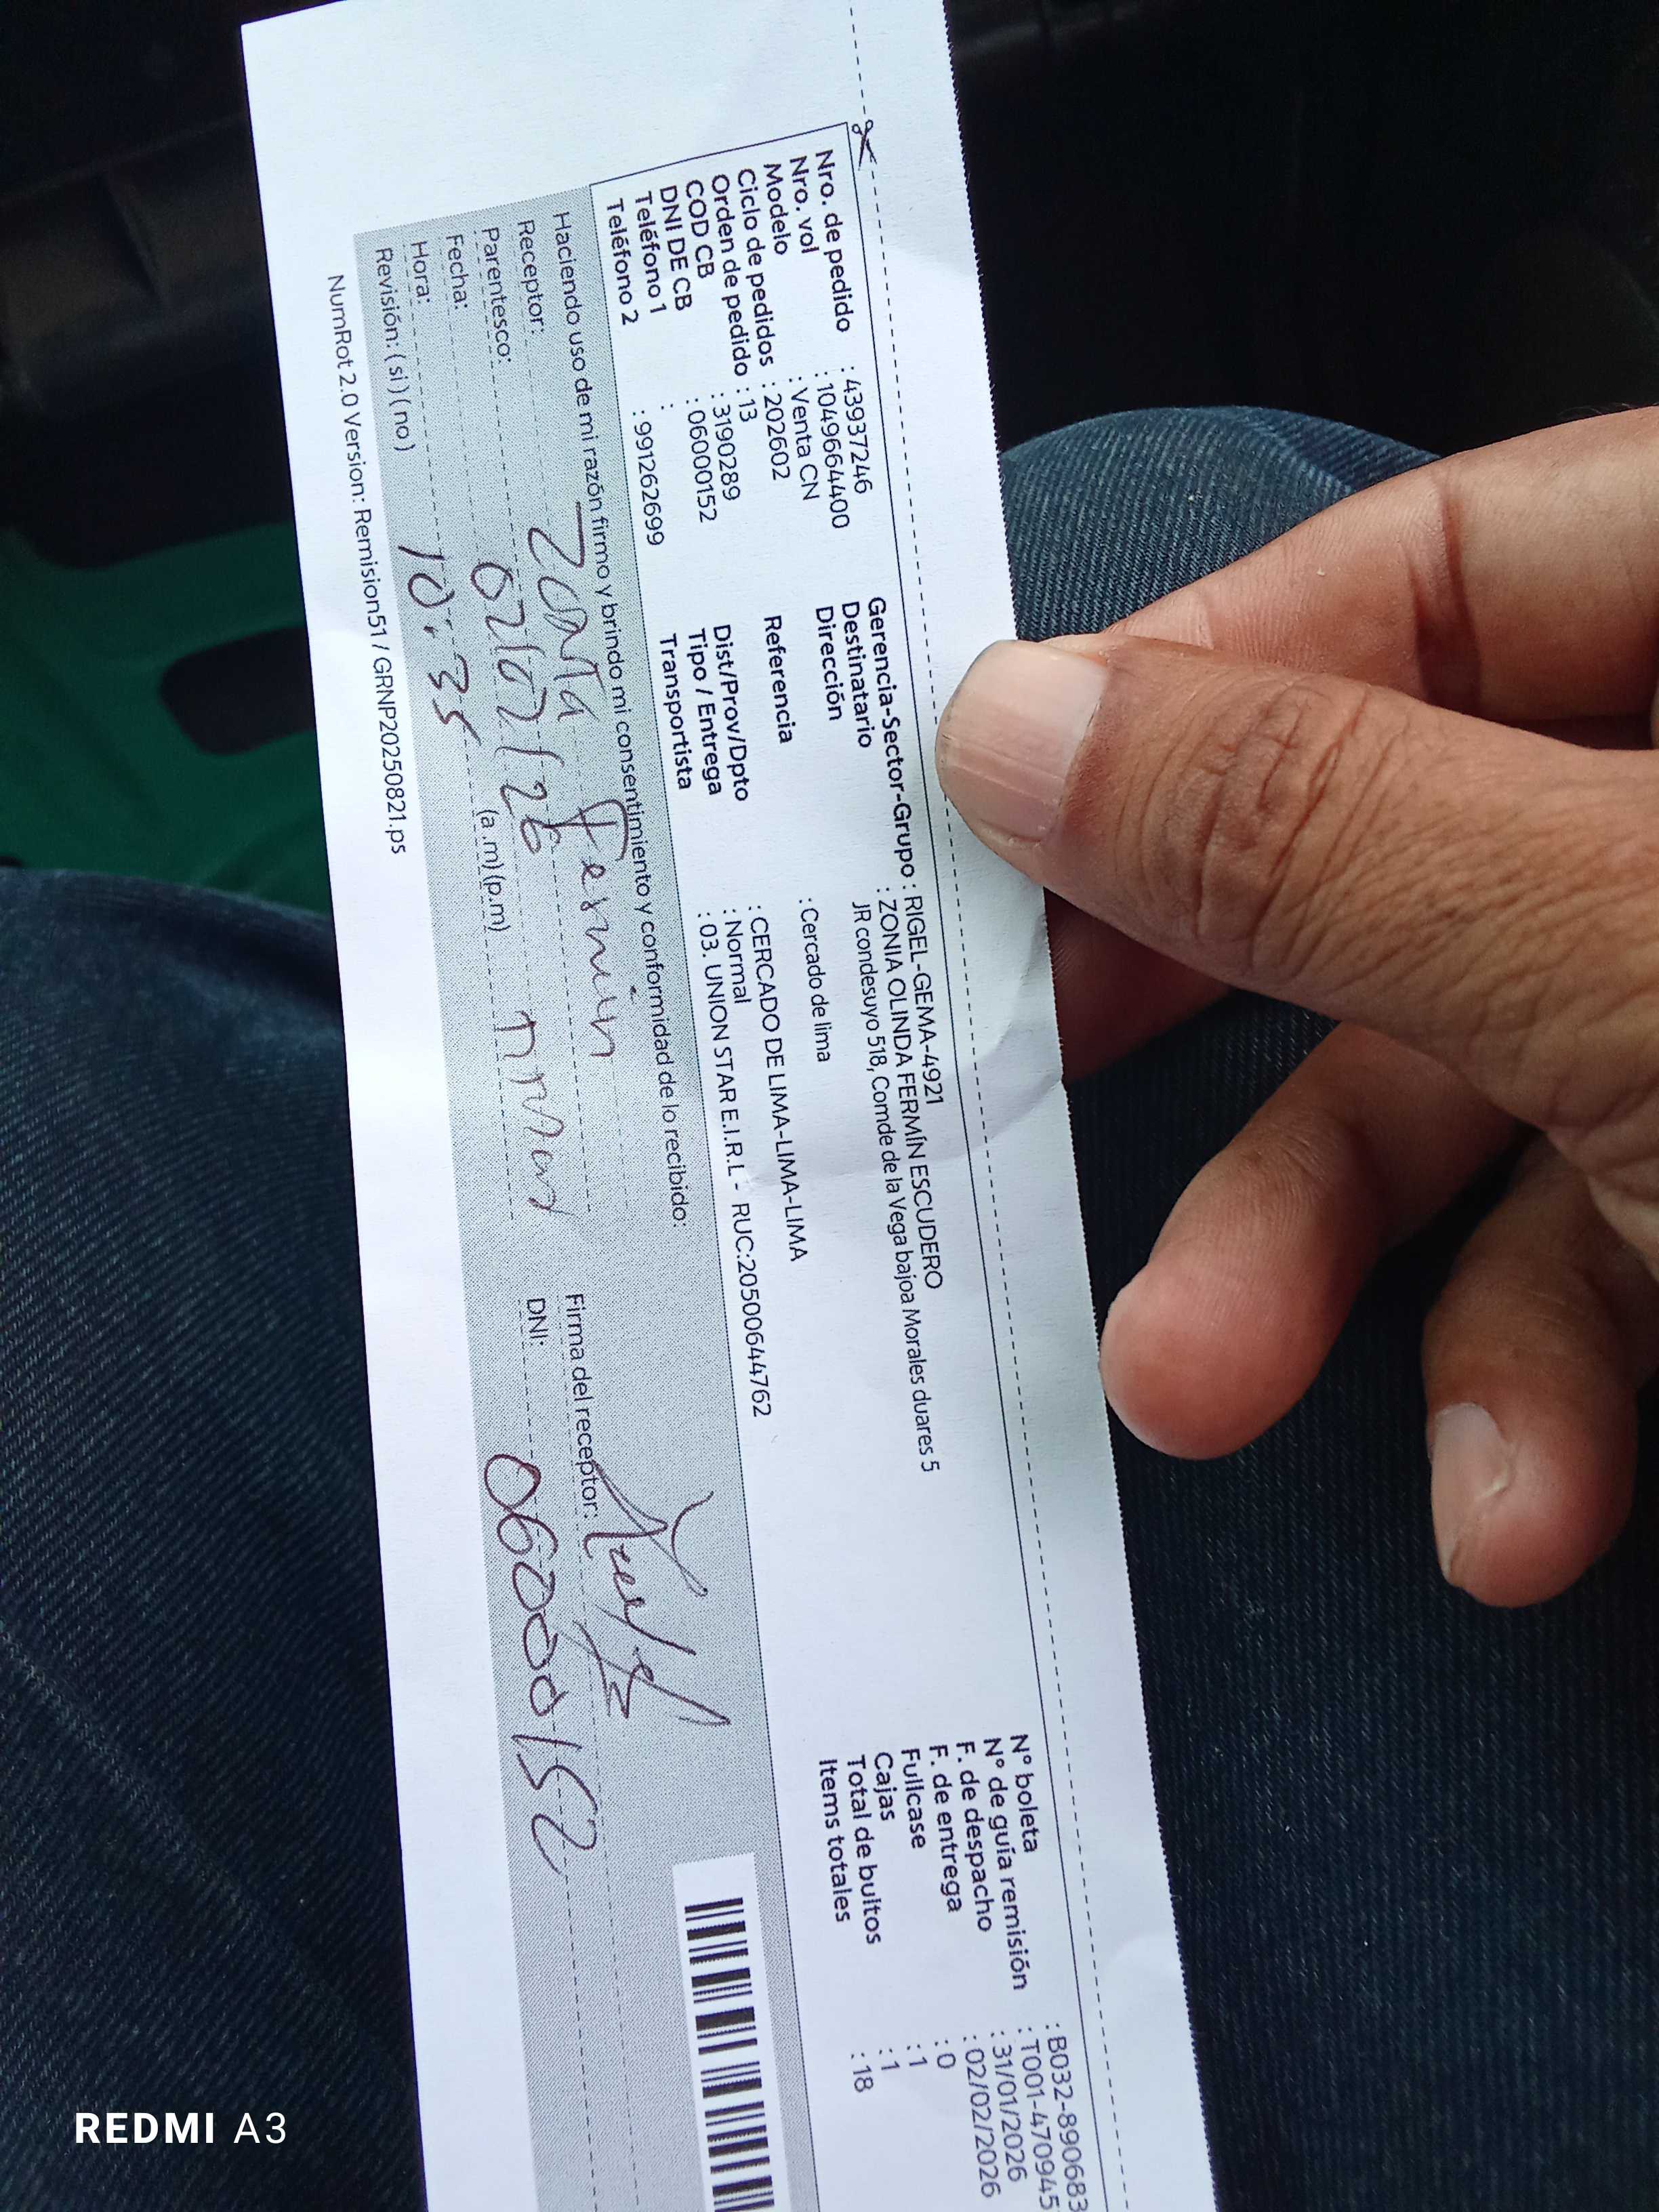 Nro. de pedido : 43937246
Nro. vol : 1049664400
Modelo : Venta CN
Ciclo de pedidos : 202602
Orden de pedido : 13
COD CB : 3190289
DNI DE CB : 06000152
Teléfono 1 :
Teléfono 2 : 991262699
Gerencia-Sector-Grupo : RIGEL-GEMA-4921
Destinatario : ZONIA OLINDA FERMÍN ESCUDERO
Dirección JR condesuyo 518, Comde de la Vega bajoa Morales duares 5
Referencia : Cercado de lima
Dist/Prov/Dpto : CERCADO DE LIMA-LIMA-LIMA
Tipo / Entrega : Normal
Transportista : 03. UNION STAR E.I.R.L - RUC:20500644762
N° boleta : B032-890683
N° de guía remisión : T001-470945
F. de despacho : 31/01/2026
F. de entrega : 02/02/2026
Fullcase : 0
Cajas : 1
Total de bultos : 1
Items totales : 18
Haciendo uso de mi razón firmo y brindo mi consentimiento y conformidad de lo recibido:
Receptor: Zonia Fermin
Parentesco:
Fecha: 02/02/26
Hora: 10:35 (a.m) (p.m)
Revisión: (si) (no)
Firma del receptor:
DNI: 06000152
NumRot 2.0 Version: Remision51 / GRNP20250821.ps
REDMI A3